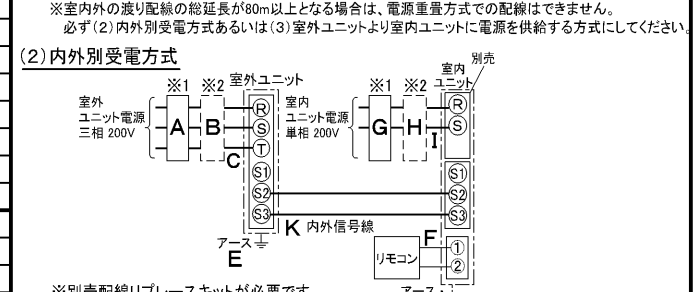 ※室内外の渡り配線の総延長が80m以上となる場合は、電源重畳方式での配線はできません。
必ず(2)内外別受電方式あるいは(3)室外ユニットより室内ユニットに電源を供給する方式にしてください。
(2)内外別受電方式
※1 ※2 室外ユニット
室外
ユニット電源
三相 200V
A
B
C
R
S
T
S1
S2
S3
アース
E
※1 ※2
室内
ユニット
別売
室内
ユニット電源
単相 200V
G
H
I
R
S
S1
S2
S3
K 内外信号線
リモコン
F
①
②
アース
※別売配線リプレースキットが必要です